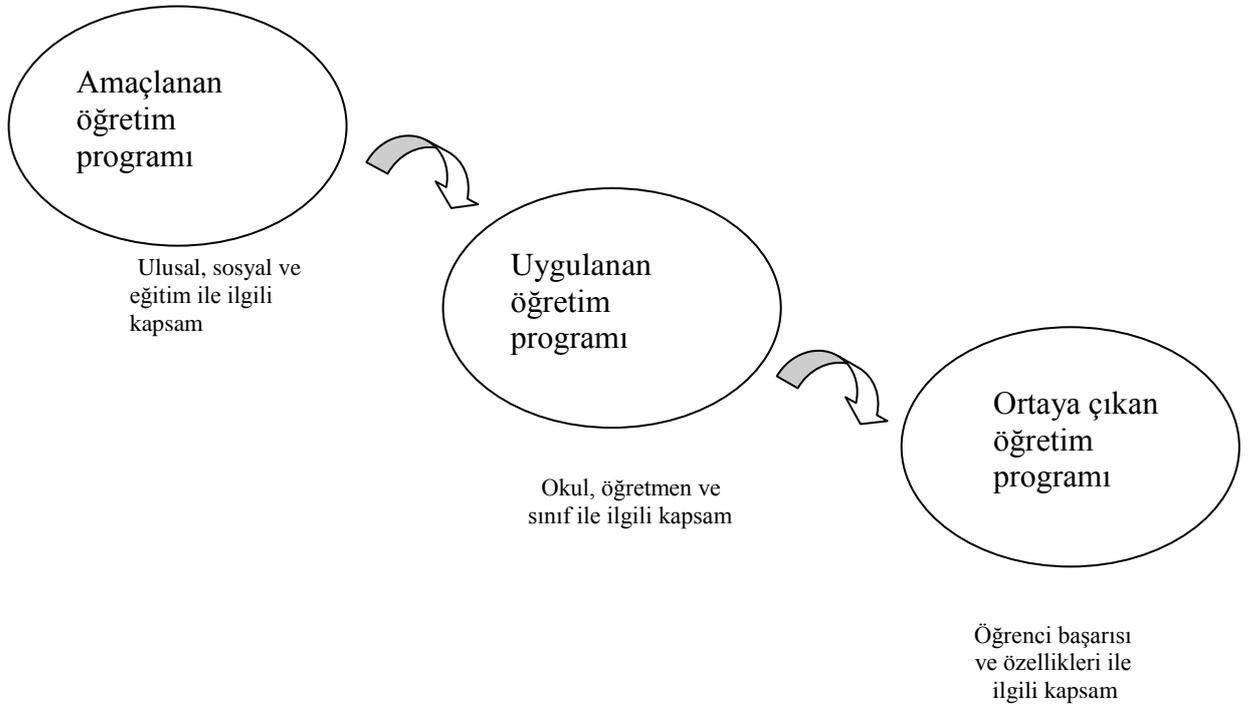 Amaçlanan
öğretim
programı
Ulusal, sosyal ve
eğitim ile ilgili
kapsam
Uygulanan
öğretim
programı
Okul, öğretmen ve
sınıf ile ilgili kapsam
Ortaya çıkan
öğretim
programı
Öğrenci başarısı
ve özellikleri ile
ilgili kapsam